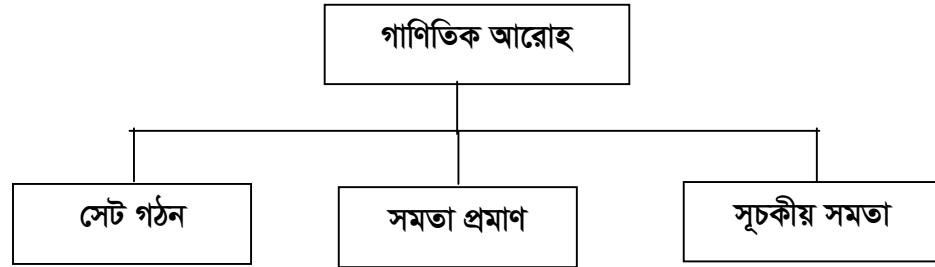 গাণিতিক আরোহ
সেট গঠন
সমতা প্রমাণ
সূচকীয় সমতা